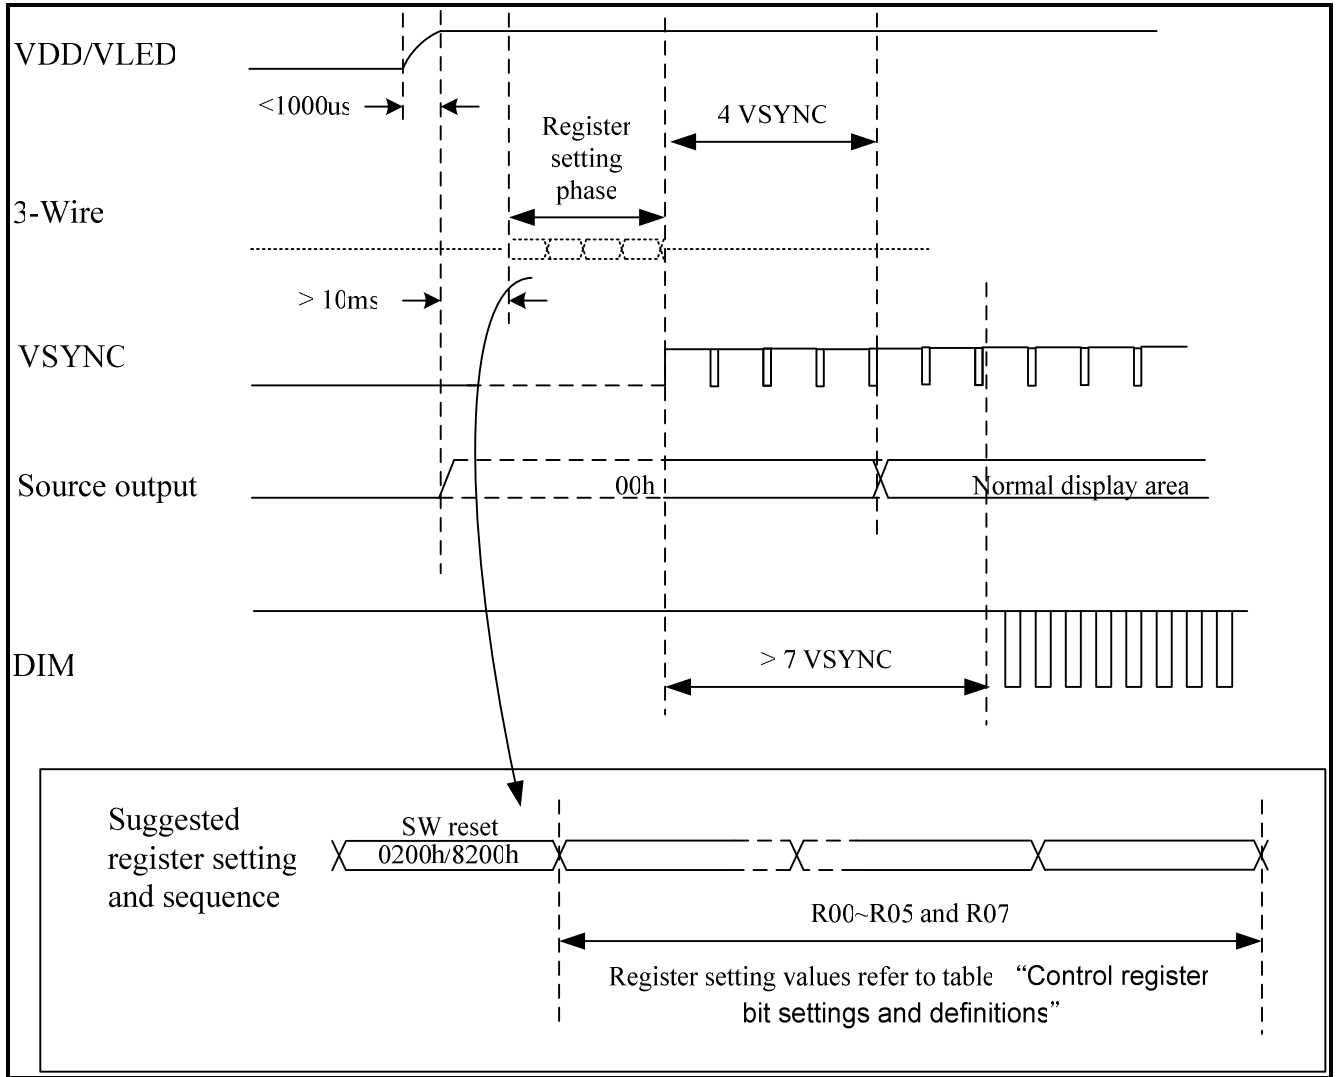 VDD/VLED
<1000us
4 VSYNC
Register
setting
phase
3-Wire
> 10ms
VSYNC
Source output
00h
Normal display area
DIM
> 7 VSYNC
Suggested
register setting
and sequence
SW reset
0200h/8200h
R00~R05 and R07
Register setting values refer to table “Control register
bit settings and definitions”